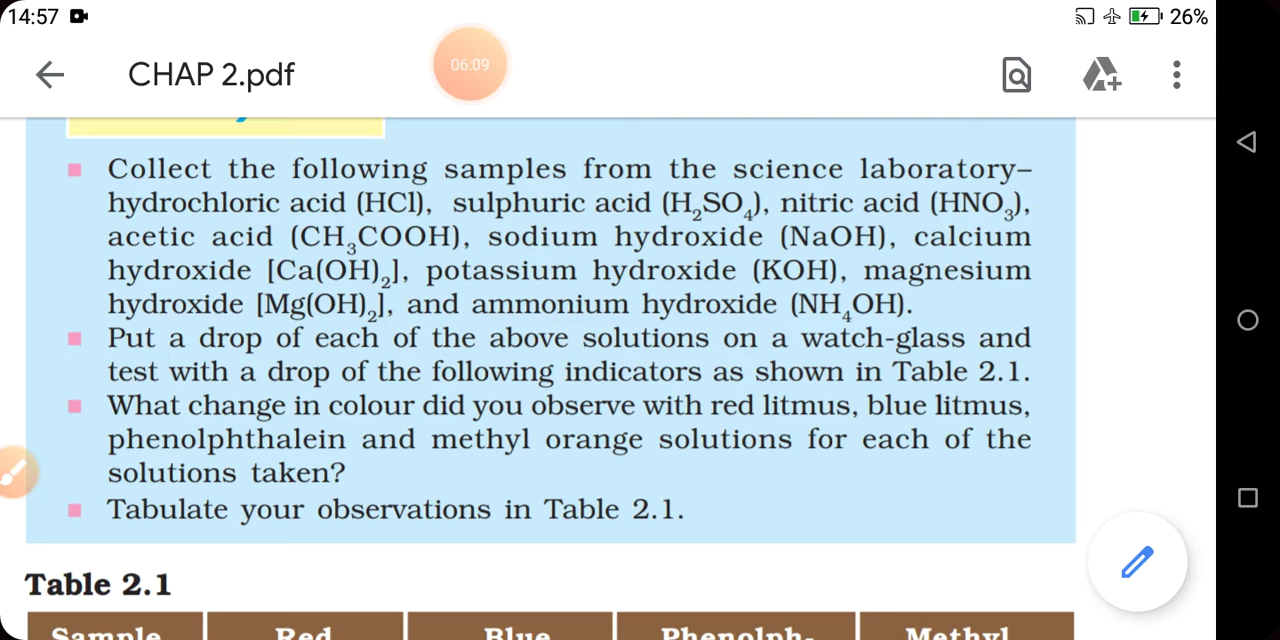 14:57
26%
CHAP 2.pdf
06:09
Collect the following samples from the science laboratory–
hydrochloric acid (HCl), sulphuric acid (H₂SO₄), nitric acid (HNO₃),
acetic acid (CH₃COOH), sodium hydroxide (NaOH), calcium
hydroxide [Ca(OH)₂], potassium hydroxide (KOH), magnesium
hydroxide [Mg(OH)₂], and ammonium hydroxide (NH₄OH).
Put a drop of each of the above solutions on a watch-glass and
test with a drop of the following indicators as shown in Table 2.1.
What change in colour did you observe with red litmus, blue litmus,
phenolphthalein and methyl orange solutions for each of the
solutions taken?
Tabulate your observations in Table 2.1.
Table 2.1
Sample Red Blue Phenolph- Methyl